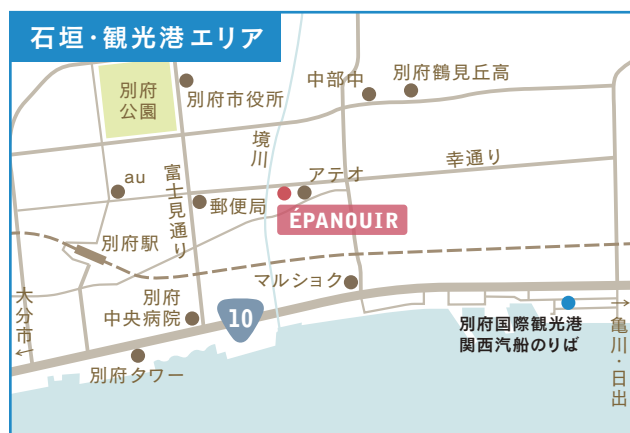 石垣・観光港エリア
別府
公園
別府市役所
中部中
別府鶴見丘高
境川
幸通り
au
富士見通り
アテオ
郵便局
ÉPANOUIR
別府駅
マルショク
大分市
←
別府
中央病院
10
別府国際観光港
関西汽船のりば
→
亀川・日出
別府タワー